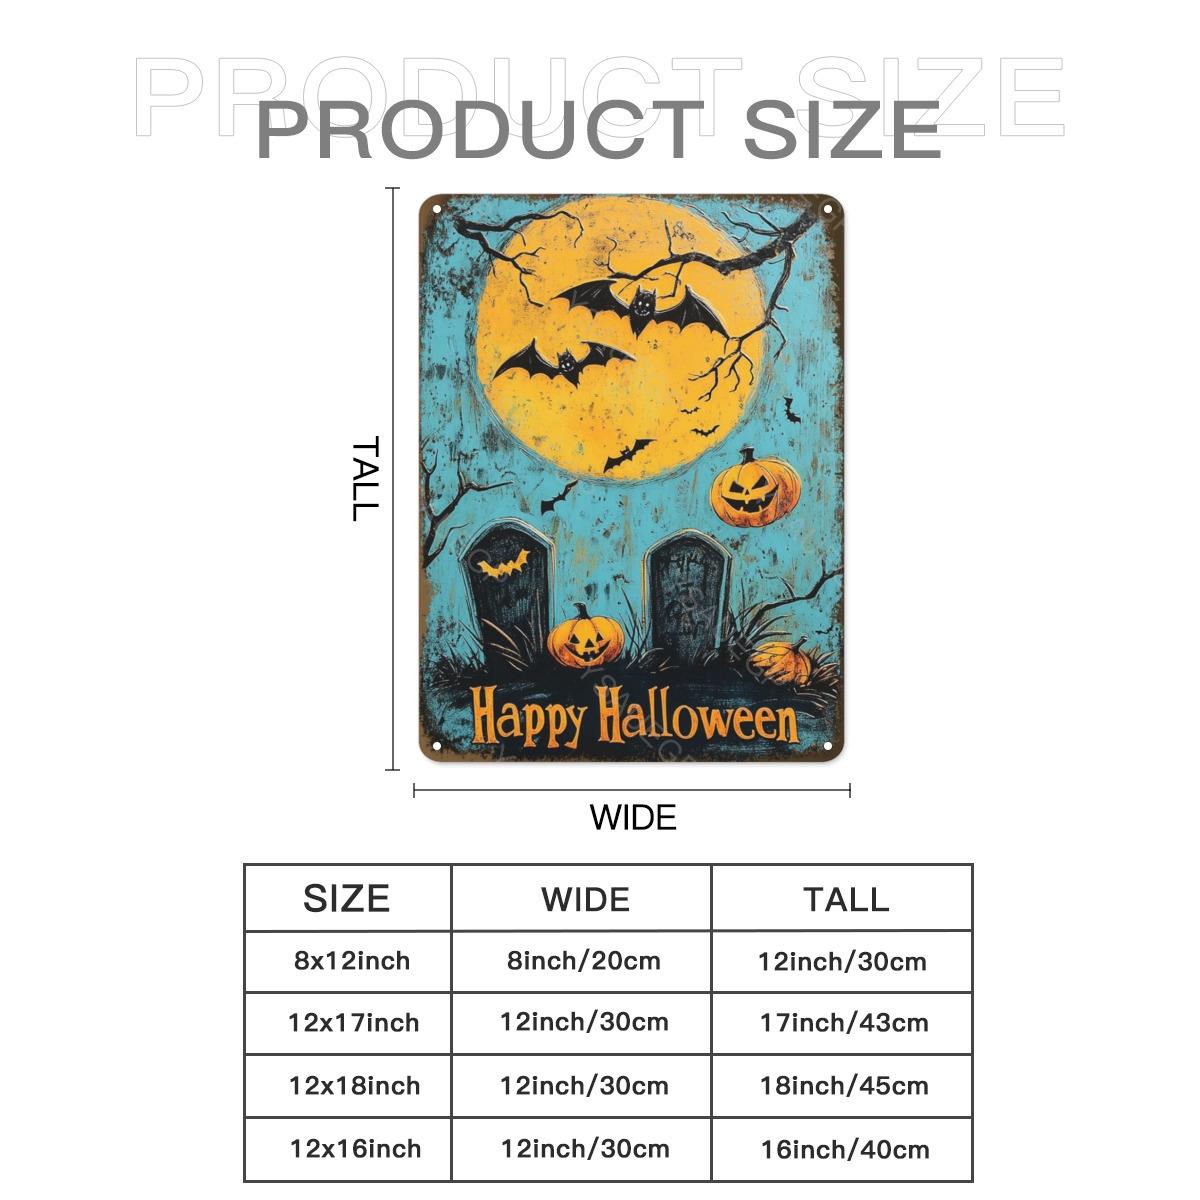 PRODUCT SIZE
PRODUCT SIZE
TALL
Happy Halloween
WIDE
SIZE WIDE TALL
8x12inch 8inch/20cm 12inch/30cm
12x17inch 12inch/30cm 17inch/43cm
12x18inch 12inch/30cm 18inch/45cm
12x16inch 12inch/30cm 16inch/40cm